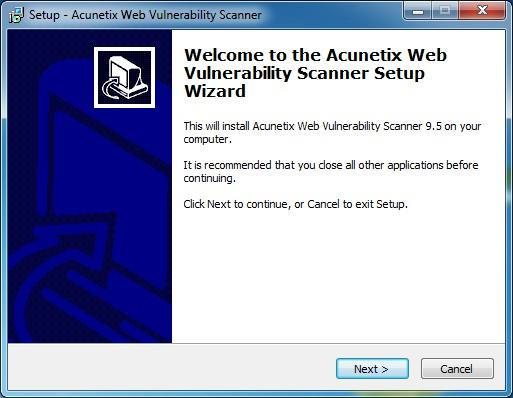 Setup - Acunetix Web Vulnerability Scanner
Welcome to the Acunetix Web
Vulnerability Scanner Setup
Wizard
This will install Acunetix Web Vulnerability Scanner 9.5 on your
computer.
It is recommended that you close all other applications before
continuing.
Click Next to continue, or Cancel to exit Setup.
Next >
Cancel